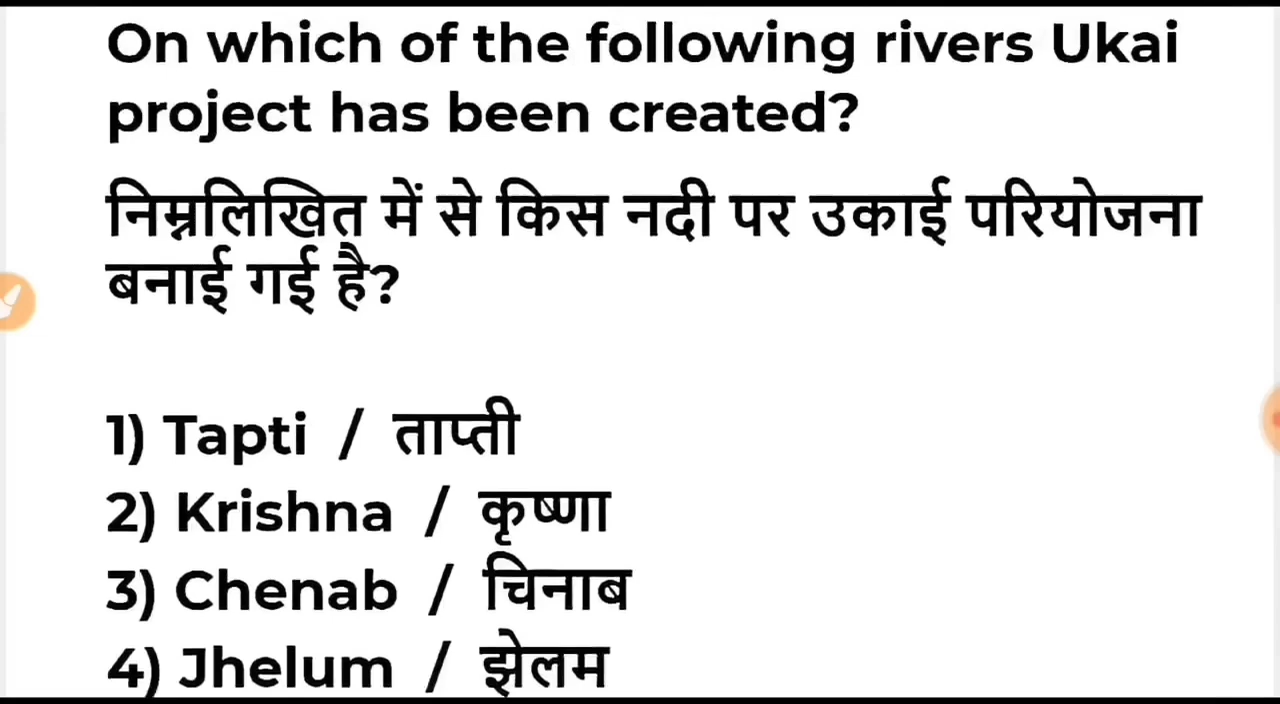 On which of the following rivers Ukai
project has been created?
निम्नलिखित में से किस नदी पर उकाई परियोजना
बनाई गई है?
1) Tapti / ताप्ती
2) Krishna / कृष्णा
3) Chenab / चिनाब
4) Jhelum / झेलम